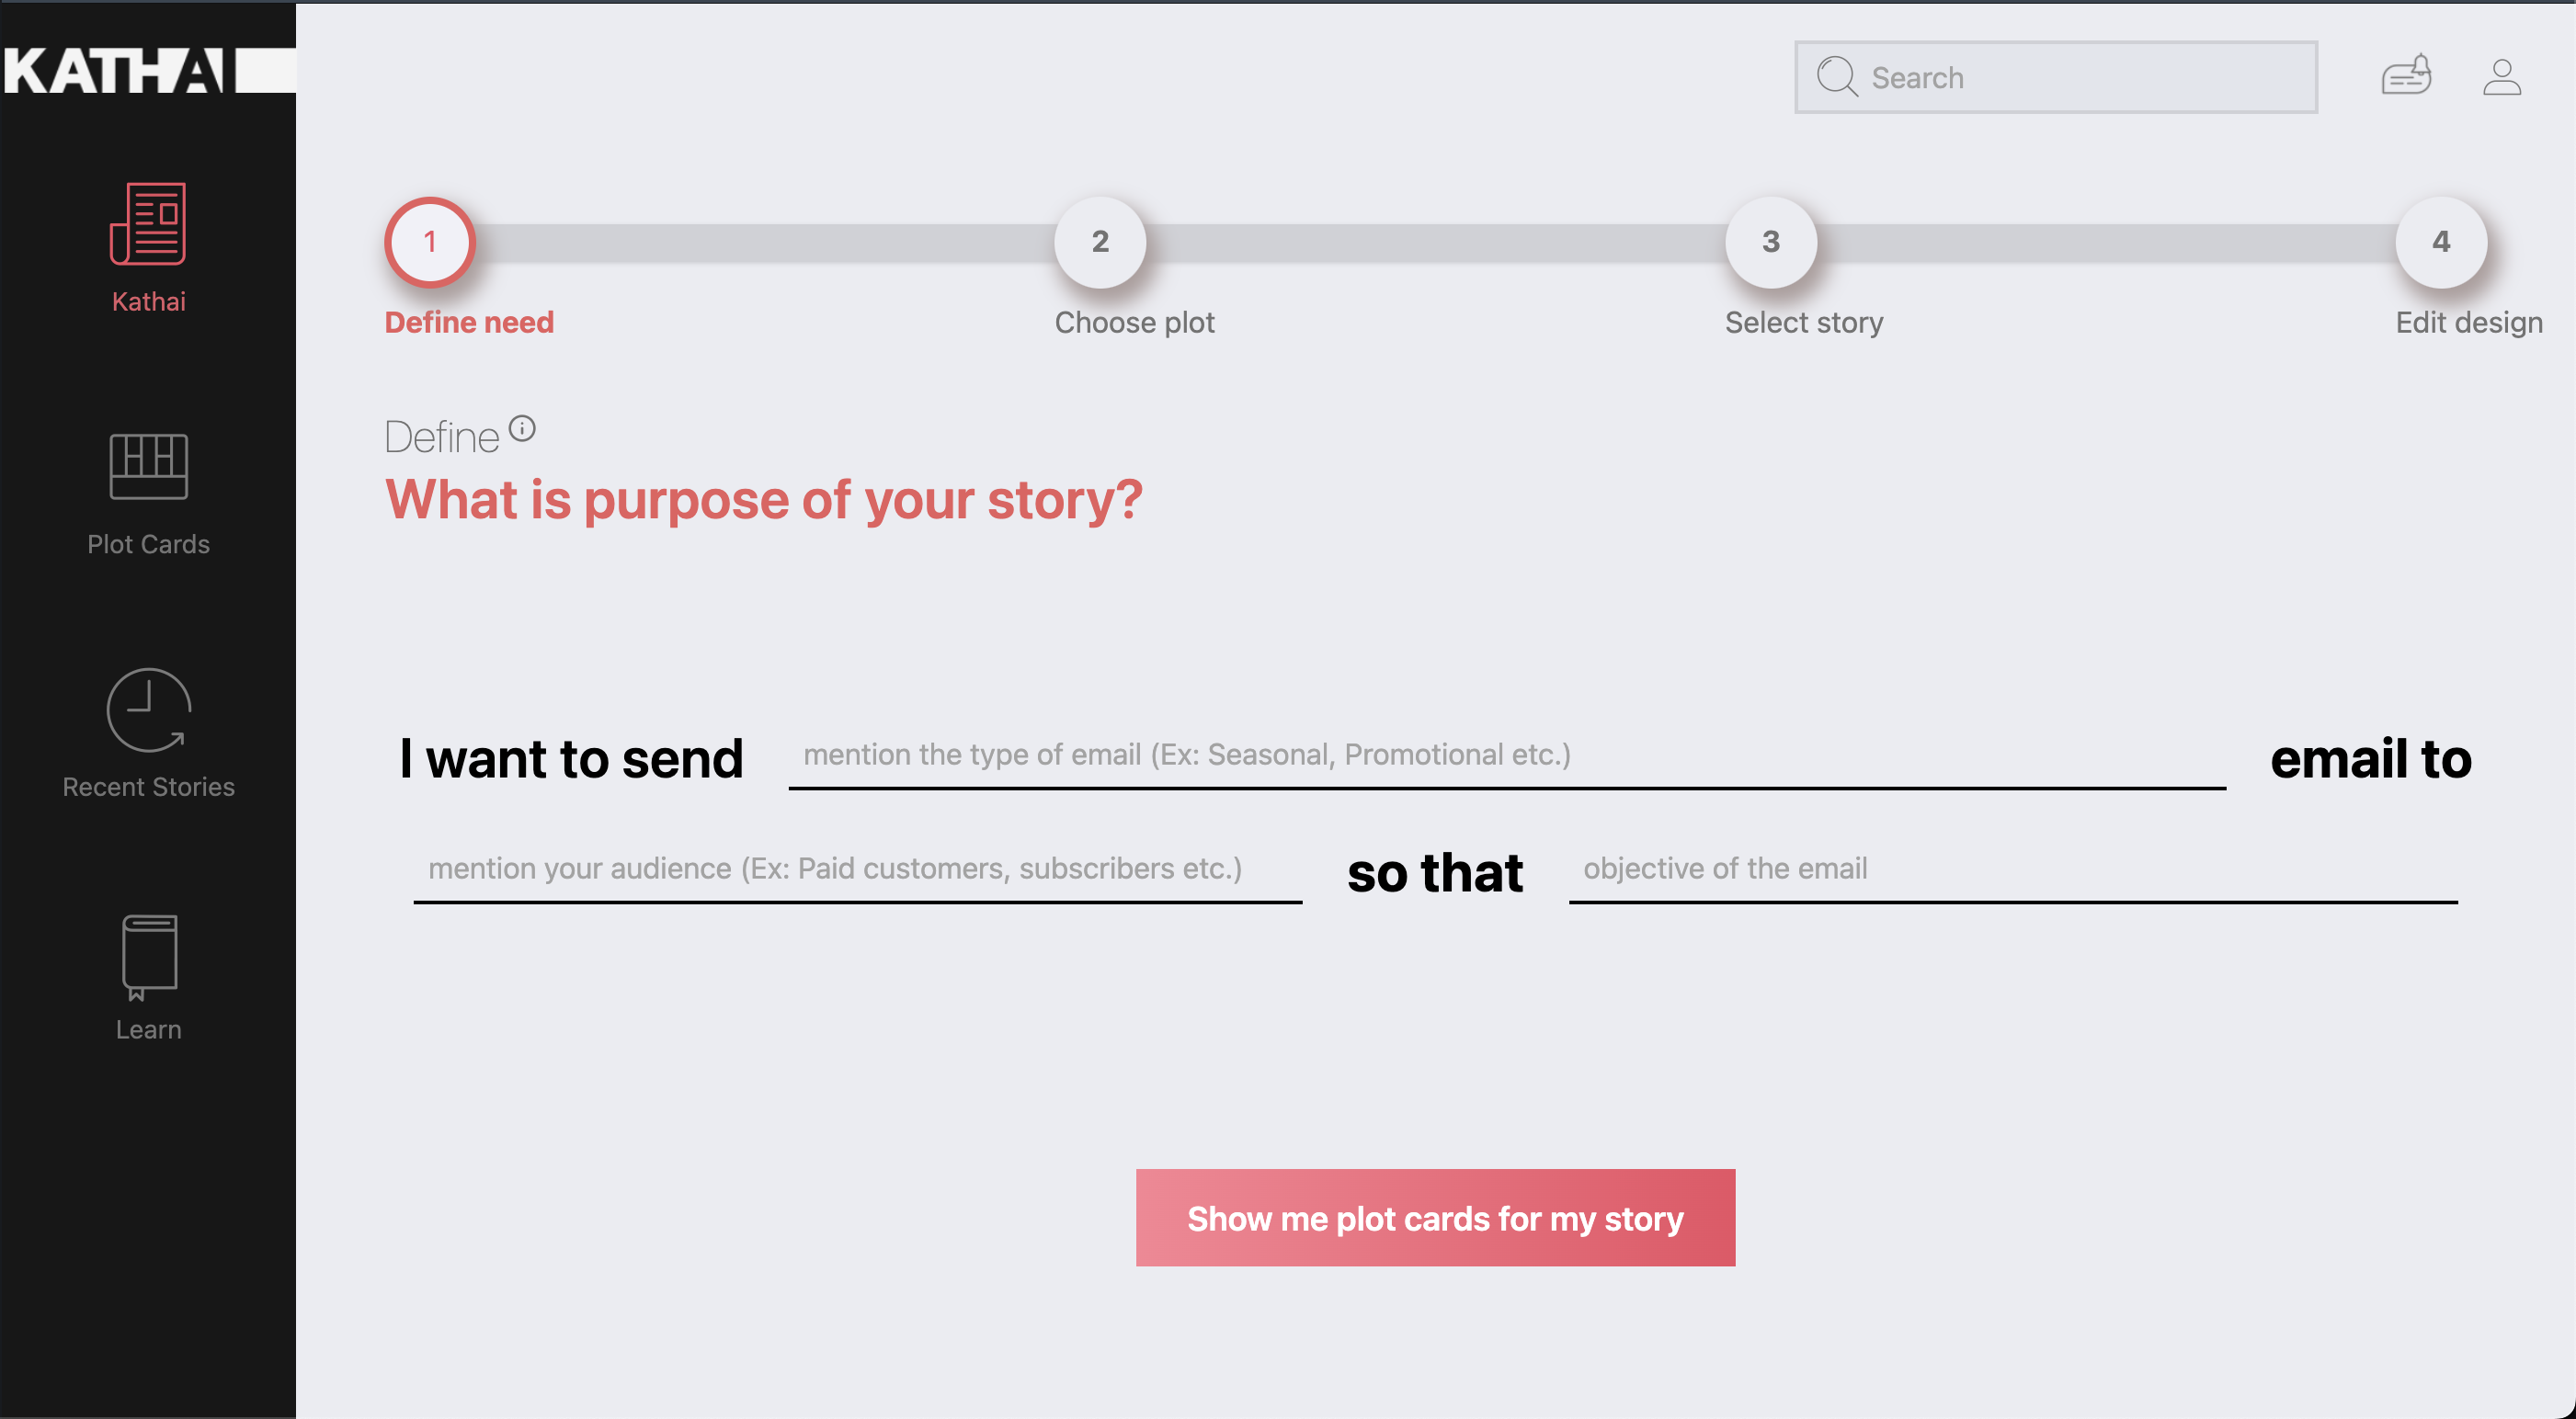 KATHAI
Search
Kathai
Plot Cards
Recent Stories
Learn
1
2
3
4
Define need
Choose plot
Select story
Edit design
Define
What is purpose of your story?
I want to send mention the type of email (Ex: Seasonal, Promotional etc.) email to
mention your audience (Ex: Paid customers, subscribers etc.) so that objective of the email
Show me plot cards for my story